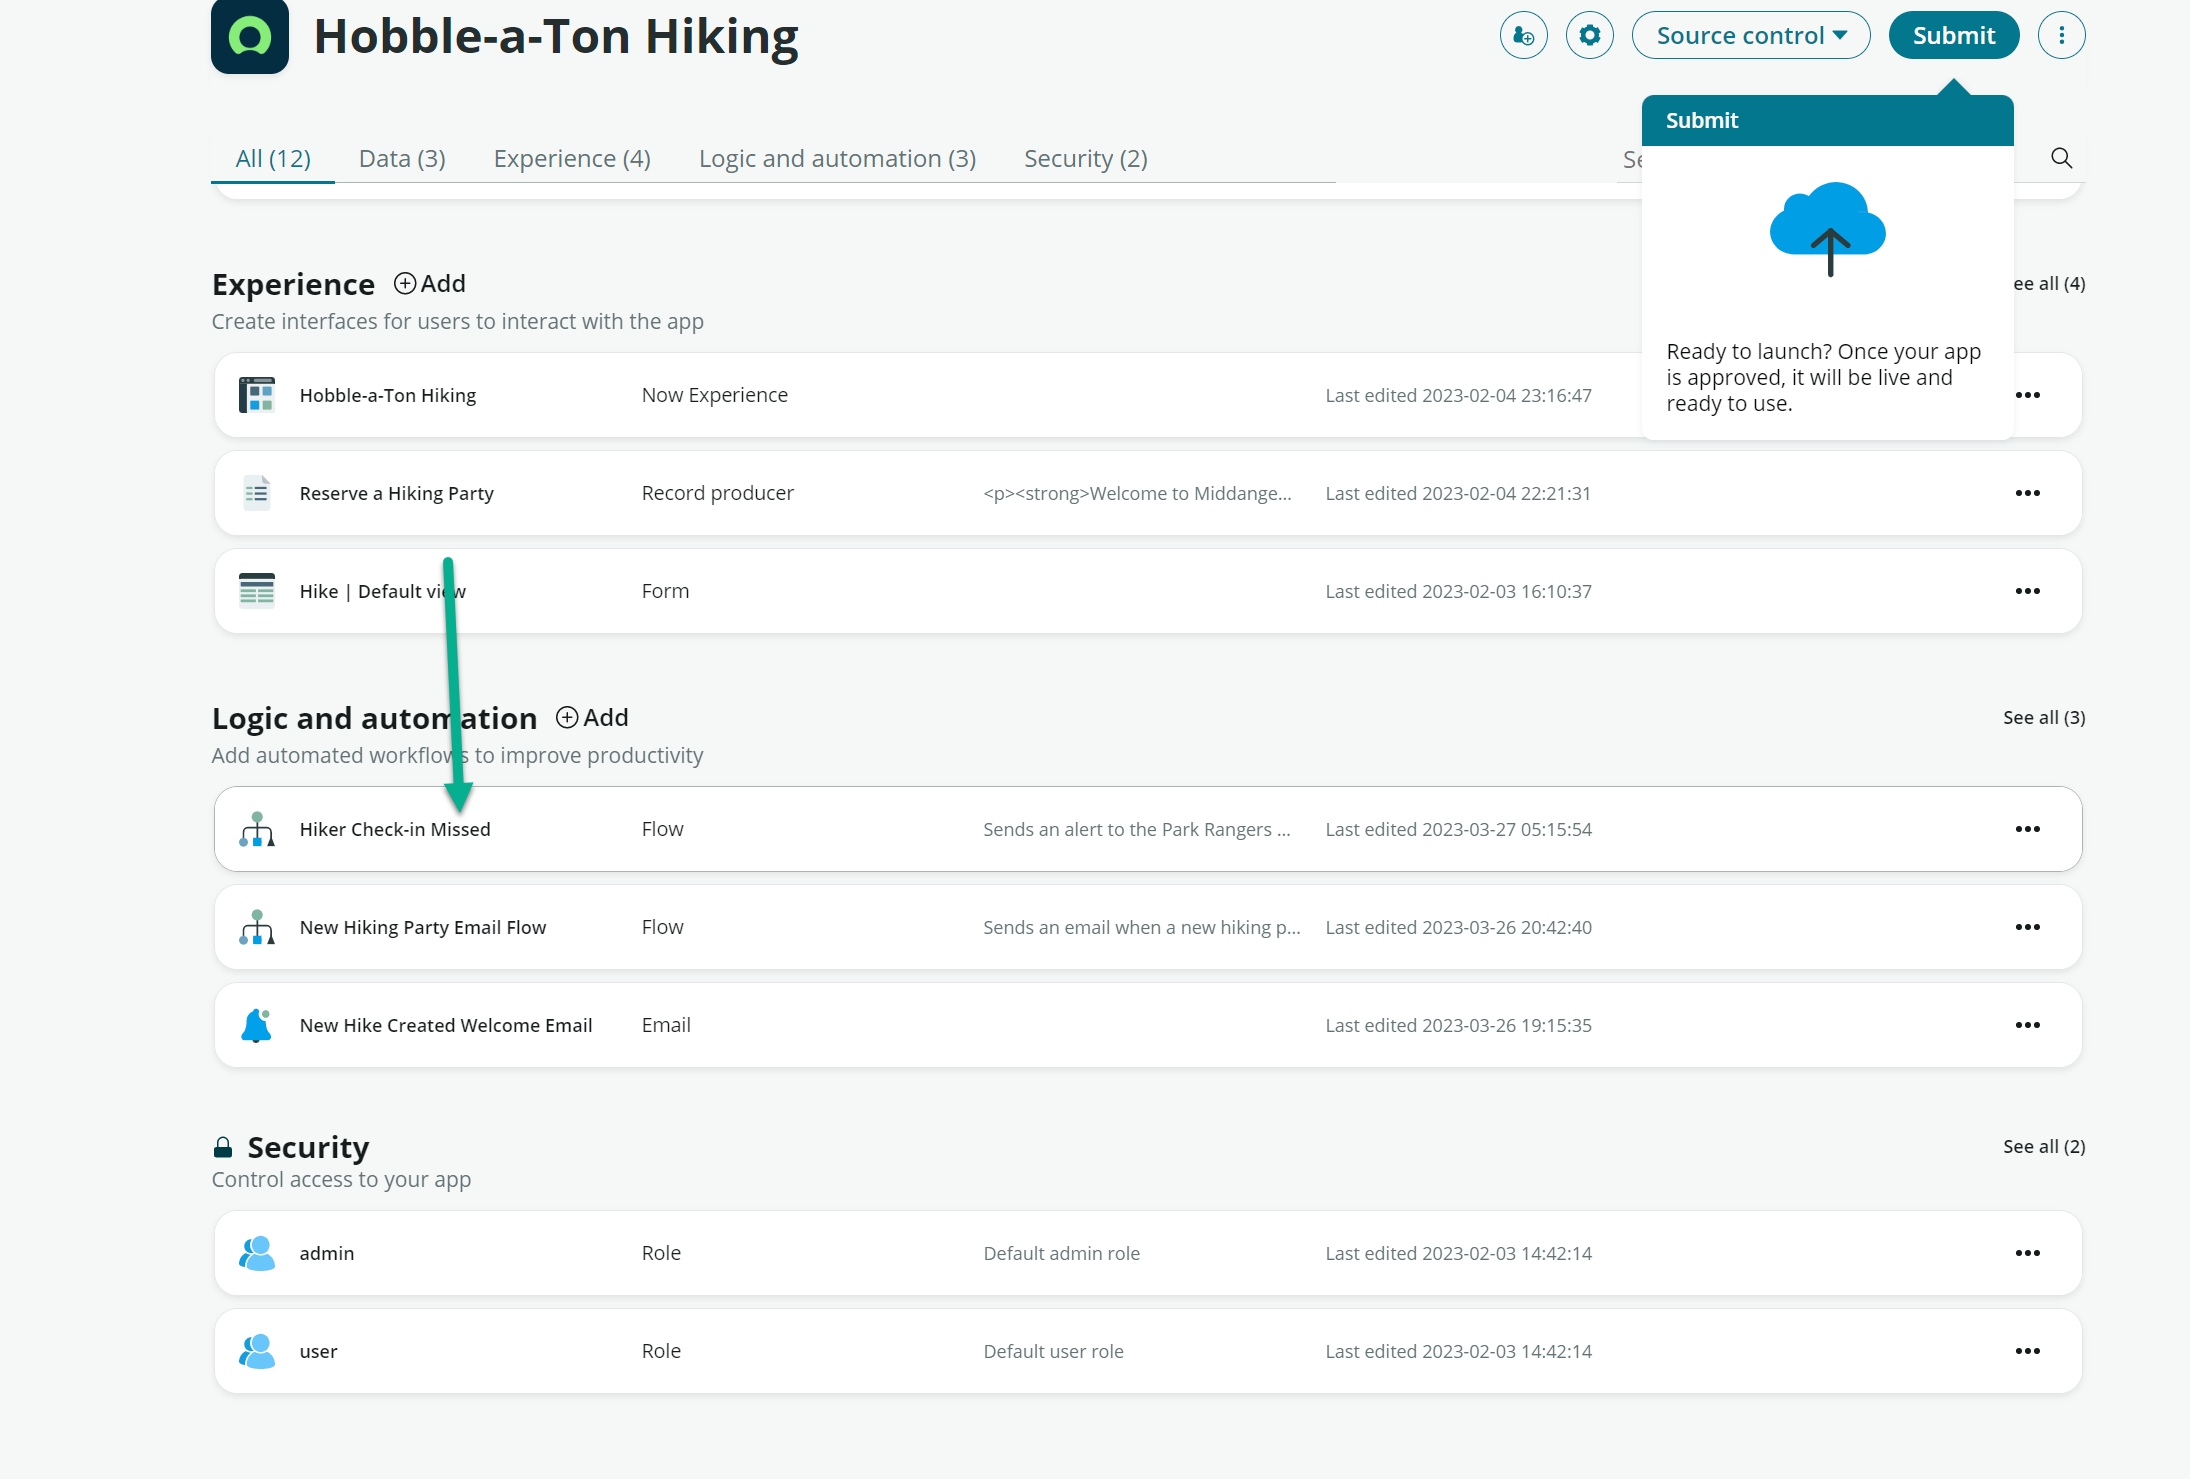 Hobble-a-Ton Hiking
Source control
Submit
Submit
All (12)
Data (3)
Experience (4)
Logic and automation (3)
Security (2)
Experience
Add
ee all (4)
Create interfaces for users to interact with the app
Ready to launch? Once your app
is approved, it will be live and
ready to use.
Hobble-a-Ton Hiking
Now Experience
Last edited 2023-02-04 23:16:47
Reserve a Hiking Party
Record producer
<p><strong>Welcome to Middange...
Last edited 2023-02-04 22:21:31
Hike | Default view
Form
Last edited 2023-02-03 16:10:37
Logic and automation
Add
See all (3)
Add automated workflows to improve productivity
Hiker Check-in Missed
Flow
Sends an alert to the Park Rangers ...
Last edited 2023-03-27 05:15:54
New Hiking Party Email Flow
Flow
Sends an email when a new hiking p...
Last edited 2023-03-26 20:42:40
New Hike Created Welcome Email
Email
Last edited 2023-03-26 19:15:35
Security
See all (2)
Control access to your app
admin
Role
Default admin role
Last edited 2023-02-03 14:42:14
user
Role
Default user role
Last edited 2023-02-03 14:42:14